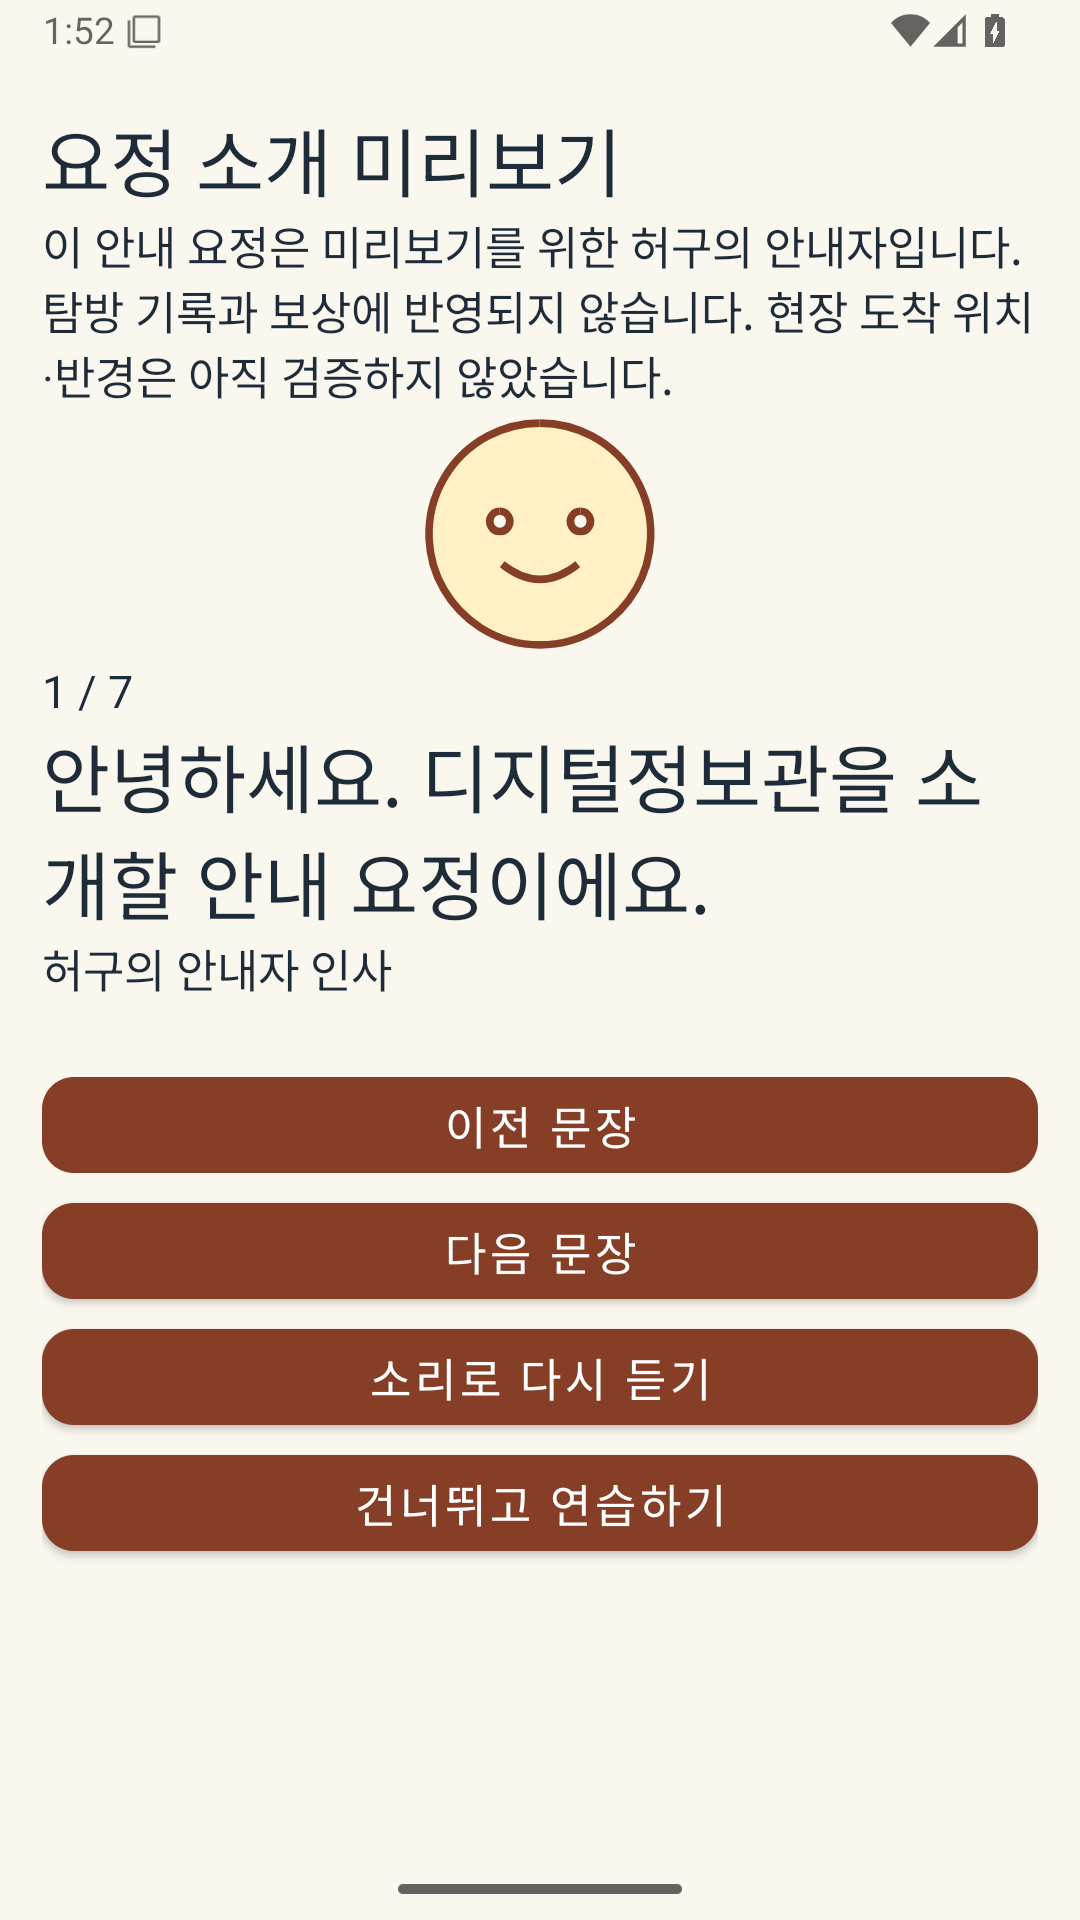 1:52
요정 소개 미리보기
이 안내 요정은 미리보기를 위한 허구의 안내자입니다.
탐방 기록과 보상에 반영되지 않습니다. 현장 도착 위치
·반경은 아직 검증하지 않았습니다.
1 / 7
안녕하세요. 디지털정보관을 소
개할 안내 요정이에요.
허구의 안내자 인사
이전 문장
다음 문장
소리로 다시 듣기
건너뛰고 연습하기